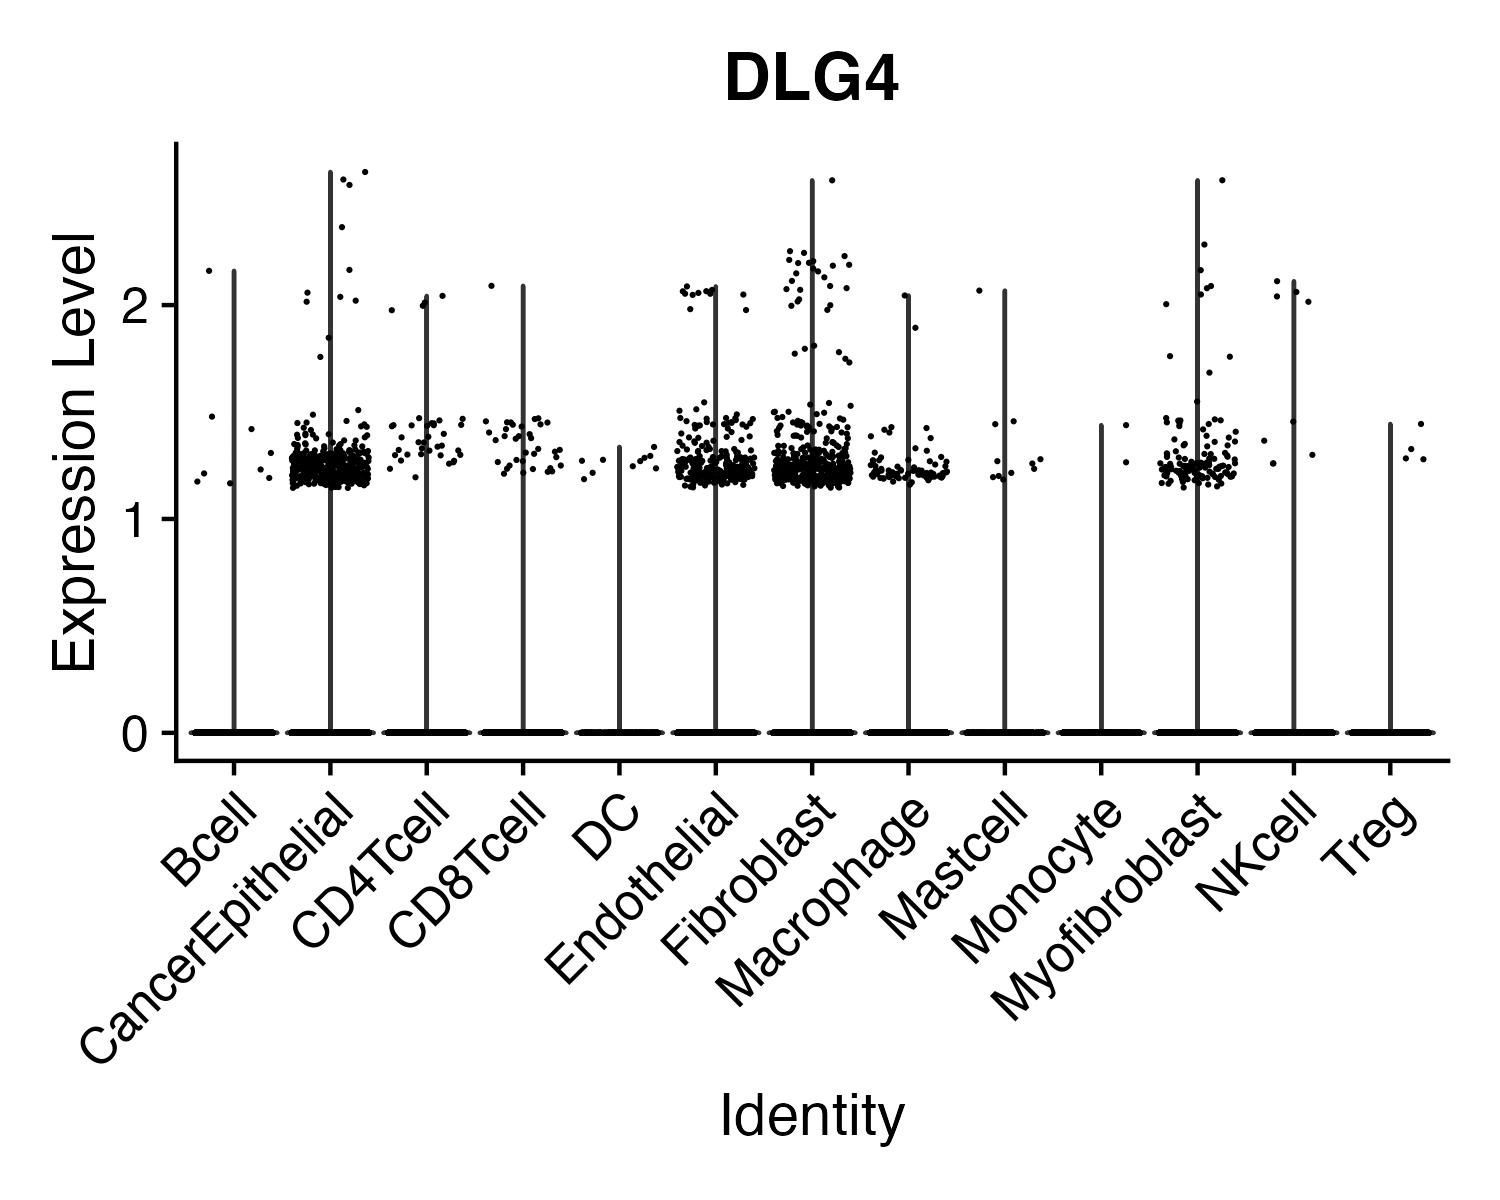 DLG4
Expression Level
2
1
0
Bcell
CancerEpithelial
CD4Tcell
CD8Tcell
DC
Endothelial
Fibroblast
Macrophage
Mastcell
Monocyte
Myofibroblast
NKcell
Treg
Identity